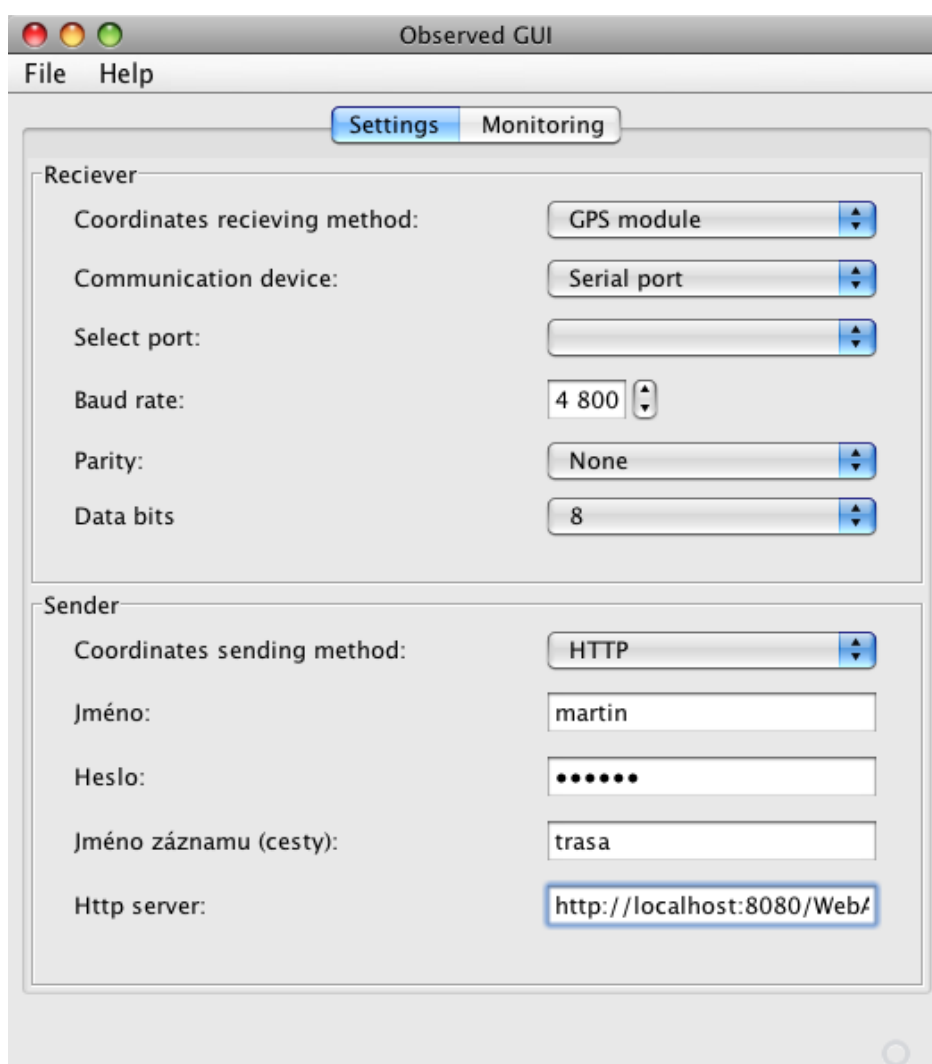 Observed GUI
File Help
Settings Monitoring
Reciever
Coordinates recieving method: GPS module
Communication device: Serial port
Select port:
Baud rate: 4 800
Parity: None
Data bits 8
Sender
Coordinates sending method: HTTP
Jméno: martin
Heslo: ••••••
Jméno záznamu (cesty): trasa
Http server: http://localhost:8080/WebA